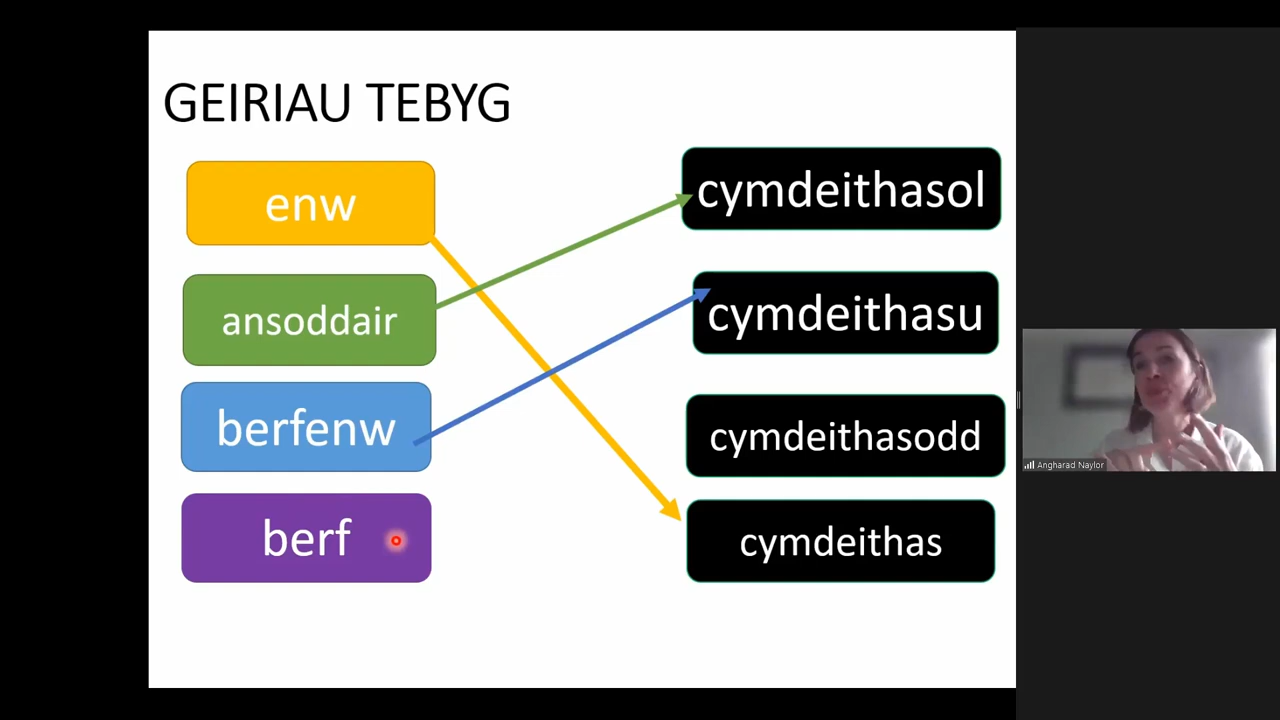 GEIRIAU TEBYG
enw
cymdeithasol
ansoddair
cymdeithasu
berfenw
cymdeithasodd
berf
cymdeithas
Angharad Naylor